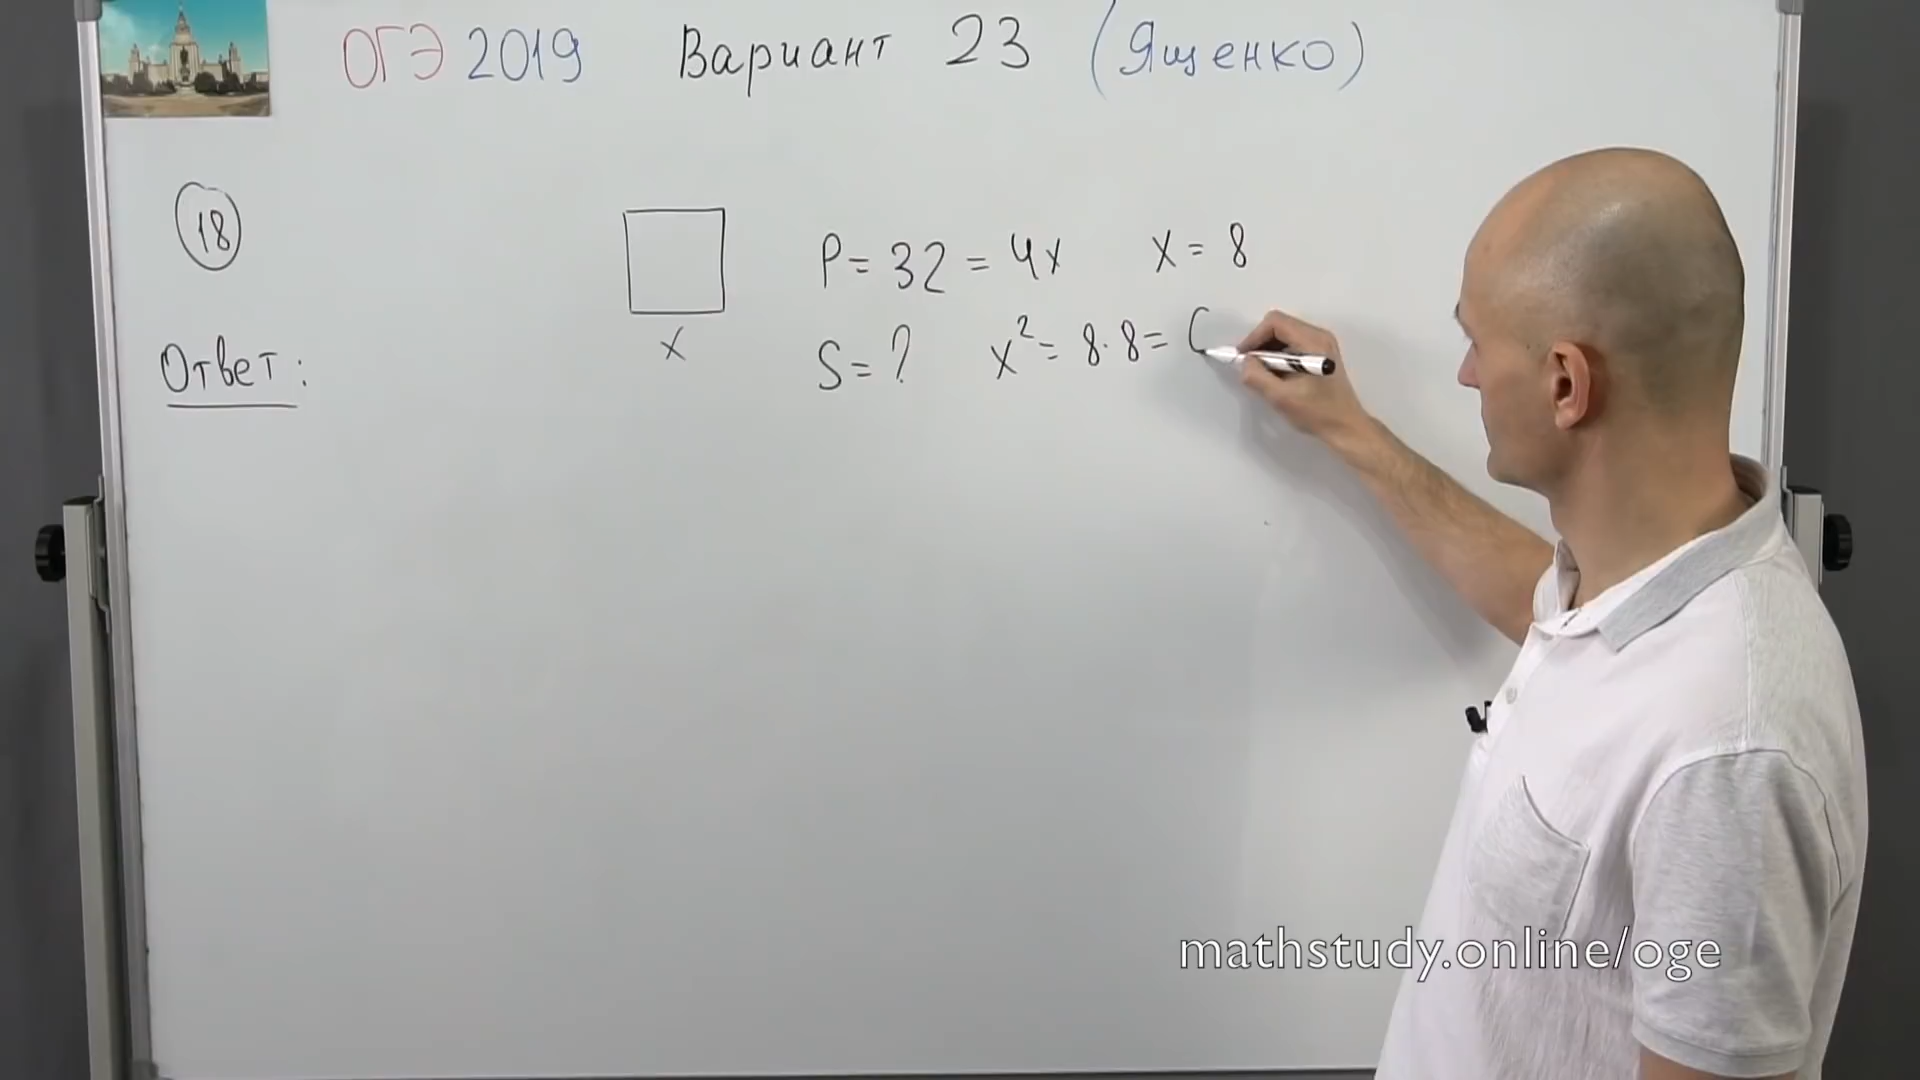 ОГЭ 2019 Вариант 23 (Ященко)
18
P = 32 = 4x x = 8
x
S = ? x² = 8·8 =
Ответ:
mathstudy.online/oge